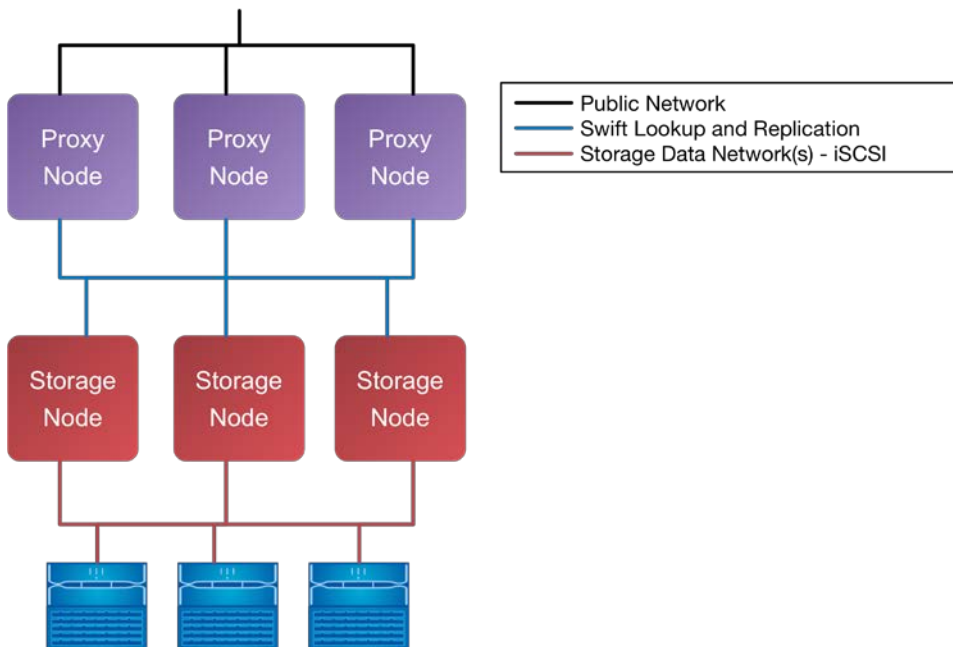 Public Network
Swift Lookup and Replication
Storage Data Network(s) - iSCSI
Proxy
Node
Proxy
Node
Proxy
Node
Storage
Node
Storage
Node
Storage
Node